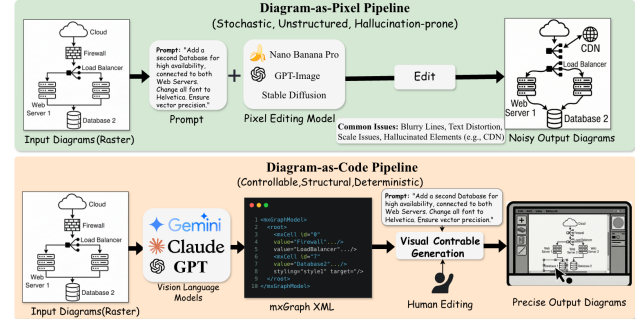 Diagram-as-Pixel Pipeline
(Stochastic, Unstructured, Hallucination-prone)
Cloud
Firewall
Load Balancer
Web
Server 1
Database 2
Input Diagrams(Raster)
Prompt: "Add a
second Database for
high availability,
connected to both
Web Servers.
Change all font to
Helvetica. Ensure
vector precision."
Prompt
+
Nano Banana Pro
GPT-Image
Stable Diffusion
Pixel Editing Model
Edit
Common Issues: Blurry Lines, Text Distortion,
Scale Issues, Hallucinated Elements (e.g., CDN)
CDN
Load Balancer
Web
Server 1
Database 2
Noisy Output Diagrams
Diagram-as-Code Pipeline
(Controllable,Structural,Deterministic)
Cloud
Firewall
Load Balancer
Web
Server 1
Database 2
Input Diagrams(Raster)
Gemini
Claude
GPT
Vision Language
Models
1 <mxGraphModel>
2 <root>
3 <mxCell id="8"
4 value="Firewall".../>
5 value="LoadBalancer".../>
6 <mxCell id="7"
7 value="Database2".../>
8 styling="style1" target="/>
9 </root>
10 </mxGraphModel>
mxGraph XML
Prompt: "Add a second Database for
high availability, connected to both
Web Servers. Change all font to
Helvetica. Ensure vector precision."
Visual Contrable
Generation
Human Editing
Precise Output Diagrams